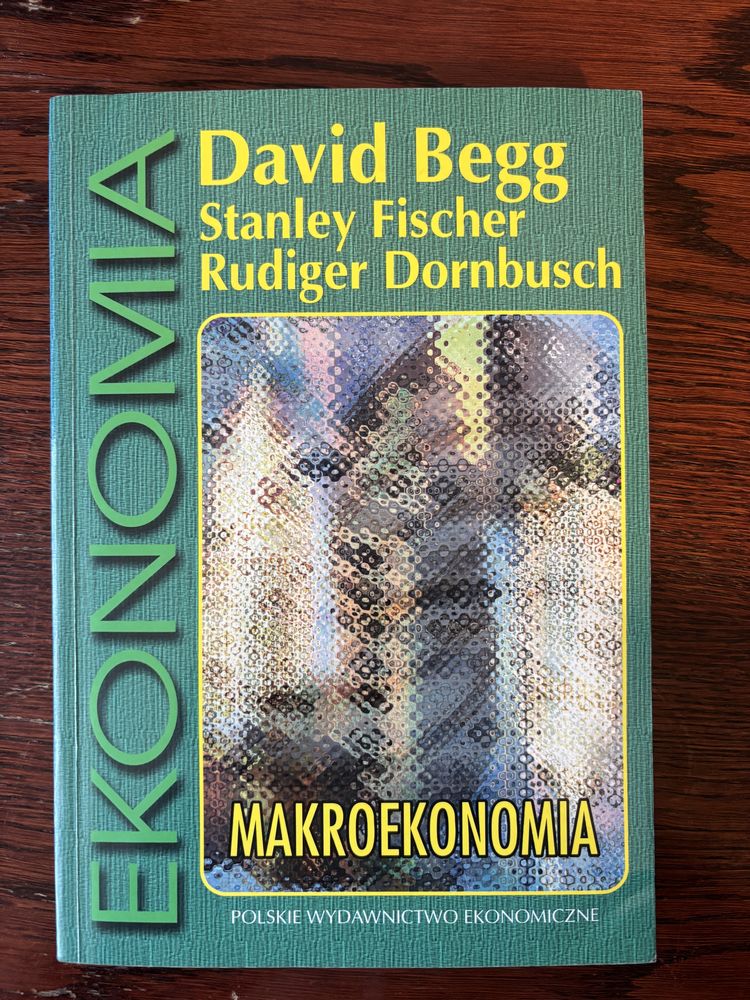 EKONOMIA
David Begg
Stanley Fischer
Rudiger Dornbusch
MAKROEKONOMIA
POLSKIE WYDAWNICTWO EKONOMICZNE